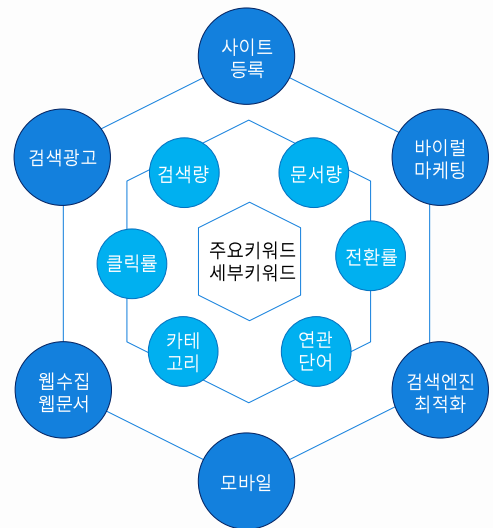 사이트
등록
검색광고
바이럴
마케팅
검색량
문서량
주요키워드
세부키워드
클릭률
전환률
카테
고리
연관
단어
웹수집
웹문서
검색엔진
최적화
모바일